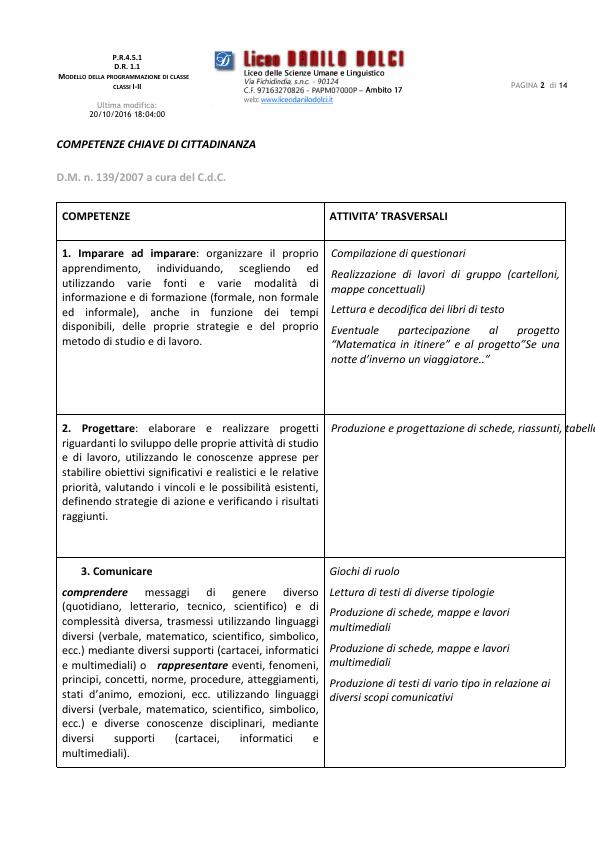 P.R.4.5.1
D.R. 1.1
MODELLO DELLA PROGRAMMAZIONE DI CLASSE
CLASSI I-II
Ultima modifica:
20/10/2016 18:04:00
Liceo DANILO DOLCI
Liceo delle Scienze Umane e Linguistico
Via Fichidindia, s.n.c. - 90124
C.F. 97163270826 - PAPM07000P – Ambito 17
web: www.liceodanilodolci.it
PAGINA 2 di 14
COMPETENZE CHIAVE DI CITTADINANZA
D.M. n. 139/2007 a cura del C.d.C.
COMPETENZE
ATTIVITA’ TRASVERSALI
1. Imparare ad imparare: organizzare il proprio
apprendimento, individuando, scegliendo ed
utilizzando varie fonti e varie modalità di
informazione e di formazione (formale, non formale
ed informale), anche in funzione dei tempi
disponibili, delle proprie strategie e del proprio
metodo di studio e di lavoro.
Compilazione di questionari
Realizzazione di lavori di gruppo (cartelloni,
mappe concettuali)
Lettura e decodifica dei libri di testo
Eventuale partecipazione al progetto
“Matematica in itinere” e al progetto”Se una
notte d’inverno un viaggiatore..”
2. Progettare: elaborare e realizzare progetti
riguardanti lo sviluppo delle proprie attività di studio
e di lavoro, utilizzando le conoscenze apprese per
stabilire obiettivi significativi e realistici e le relative
priorità, valutando i vincoli e le possibilità esistenti,
definendo strategie di azione e verificando i risultati
raggiunti.
Produzione e progettazione di schede, riassunti, tabelle
3. Comunicare
comprendere messaggi di genere diverso
(quotidiano, letterario, tecnico, scientifico) e di
complessità diversa, trasmessi utilizzando linguaggi
diversi (verbale, matematico, scientifico, simbolico,
ecc.) mediante diversi supporti (cartacei, informatici
e multimediali) o rappresentare eventi, fenomeni,
principi, concetti, norme, procedure, atteggiamenti,
stati d’animo, emozioni, ecc. utilizzando linguaggi
diversi (verbale, matematico, scientifico, simbolico,
ecc.) e diverse conoscenze disciplinari, mediante
diversi supporti (cartacei, informatici e
multimediali).
Giochi di ruolo
Lettura di testi di diverse tipologie
Produzione di schede, mappe e lavori
multimediali
Produzione di schede, mappe e lavori
multimediali
Produzione di testi di vario tipo in relazione ai
diversi scopi comunicativi